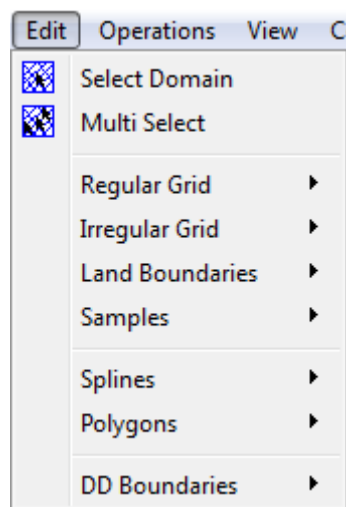 Edit Operations View C
Select Domain
Multi Select
Regular Grid
Irregular Grid
Land Boundaries
Samples
Splines
Polygons
DD Boundaries